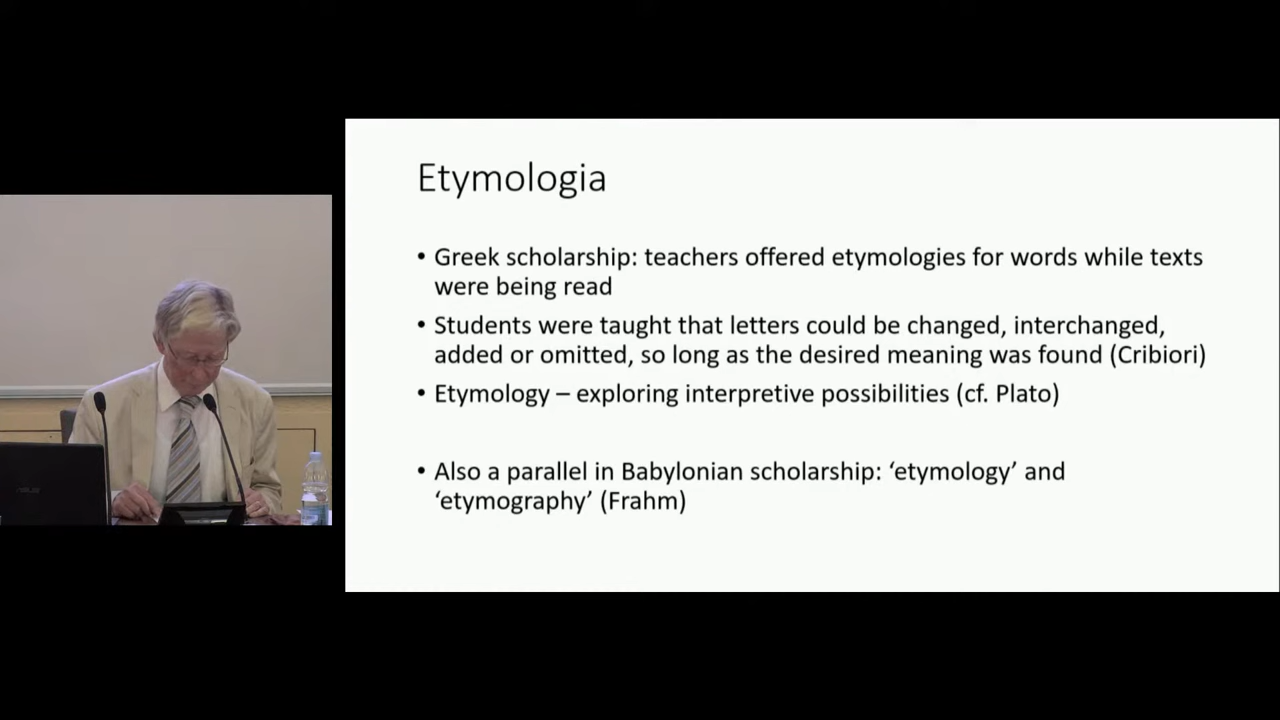 Etymologia
• Greek scholarship: teachers offered etymologies for words while texts
were being read
• Students were taught that letters could be changed, interchanged,
added or omitted, so long as the desired meaning was found (Cribiori)
• Etymology – exploring interpretive possibilities (cf. Plato)
• Also a parallel in Babylonian scholarship: ‘etymology’ and
‘etymography’ (Frahm)